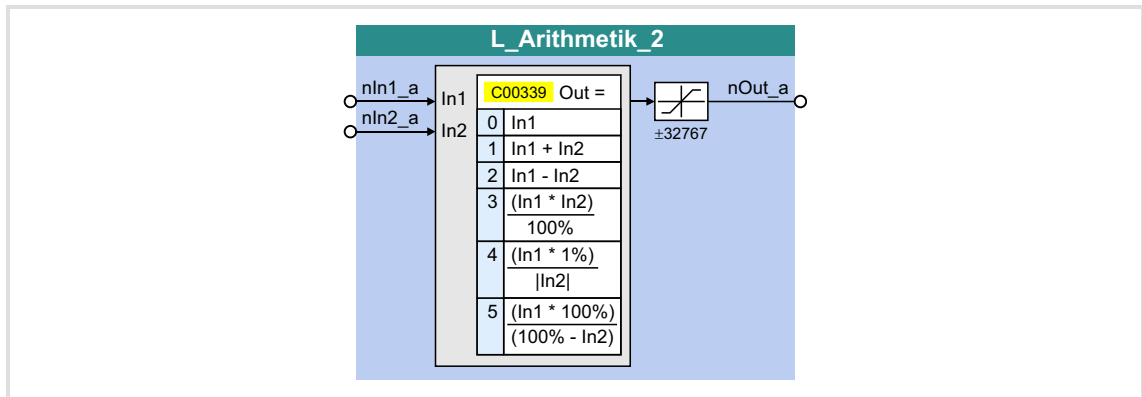 L_Arithmetik_2
nIn1_a
nIn2_a
In1
In2
C00339 Out =
0 In1
1 In1 + In2
2 In1 - In2
3 (In1 * In2)
100%
4 (In1 * 1%)
|In2|
5 (In1 * 100%)
(100% - In2)
±32767
nOut_a